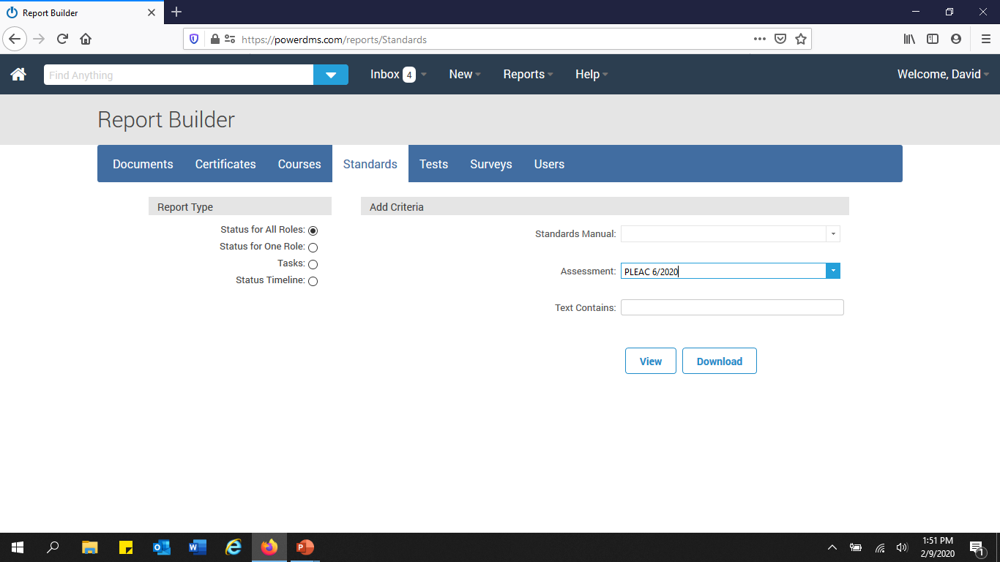 Report Builder
https://powerdms.com/reports/Standards
Find Anything
Inbox 4
New
Reports
Help
Welcome, David
Report Builder
Documents
Certificates
Courses
Standards
Tests
Surveys
Users
Report Type
Status for All Roles:
Status for One Role:
Tasks:
Status Timeline:
Add Criteria
Standards Manual:
Assessment: PLEAC 6/2020
Text Contains:
View
Download
1:51 PM
2/9/2020
1